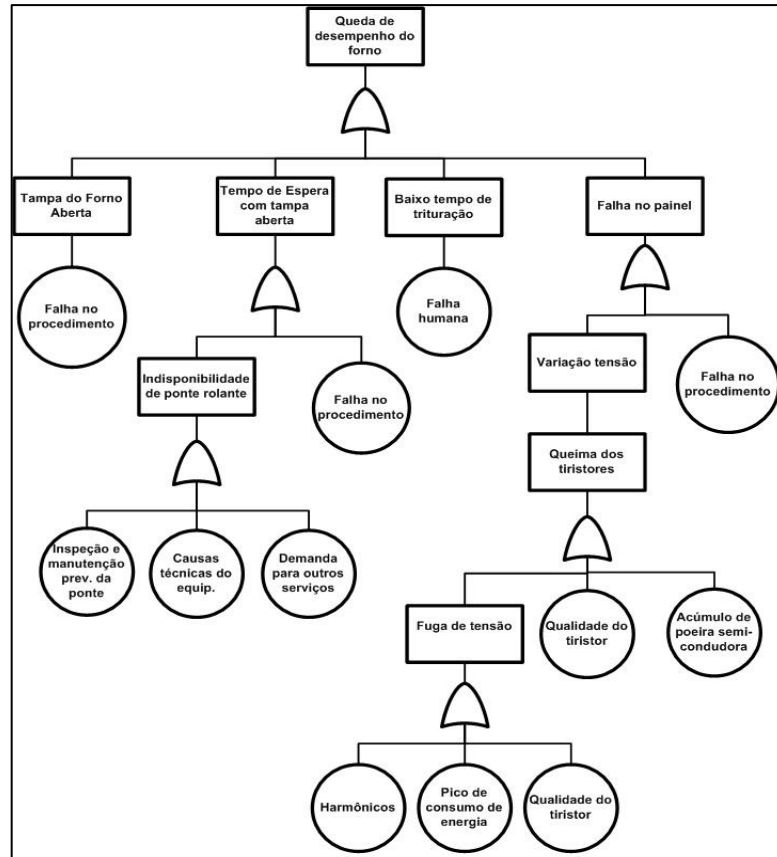 Queda de
desempenho do
forno
Tampa do Forno
Aberta
Tempo de Espera
com tampa
aberta
Baixo tempo de
trituração
Falha no painel
Falha no
procedimento
Falha
humana
Indisponibilidade
de ponte rolante
Falha no
procedimento
Variação tensão
Falha no
procedimento
Queima dos
tiristores
Inspeção e
manutenção
prev. da
ponte
Causas
técnicas do
equip.
Demanda
para outros
serviços
Fuga de tensão
Qualidade do
tiristor
Acúmulo de
poeira semi-
condudora
Harmônicos
Pico de
consumo de
energia
Qualidade do
tiristor